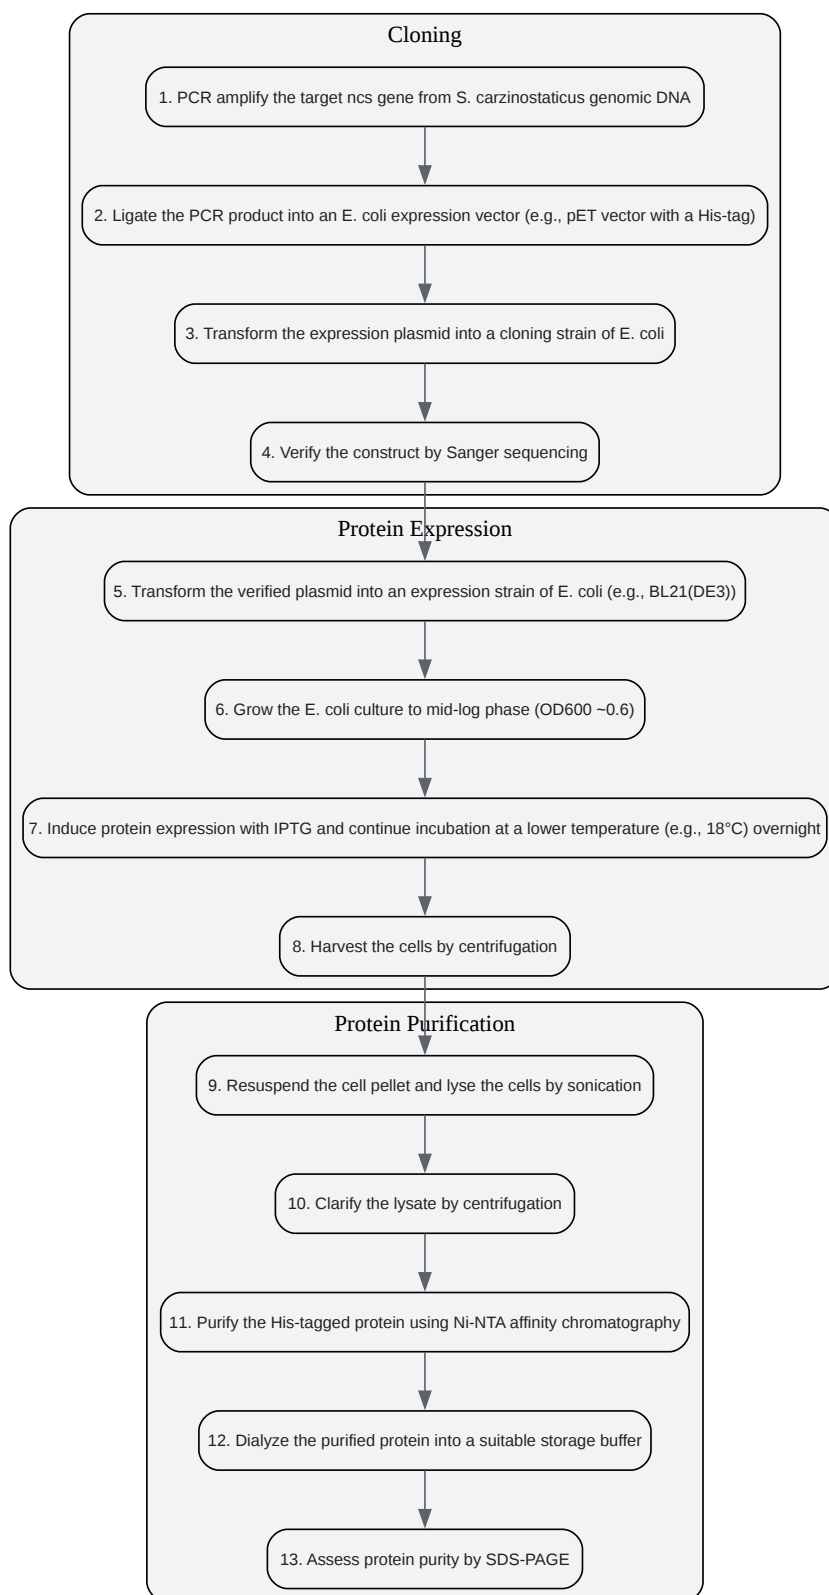 Cloning
1. PCR amplify the target ncs gene from S. carzinostaticus genomic DNA
2. Ligate the PCR product into an E. coli expression vector (e.g., pET vector with a His-tag)
3. Transform the expression plasmid into a cloning strain of E. coli
4. Verify the construct by Sanger sequencing
Protein Expression
5. Transform the verified plasmid into an expression strain of E. coli (e.g., BL21(DE3))
6. Grow the E. coli culture to mid-log phase (OD600 ~0.6)
7. Induce protein expression with IPTG and continue incubation at a lower temperature (e.g., 18°C) overnight
8. Harvest the cells by centrifugation
Protein Purification
9. Resuspend the cell pellet and lyse the cells by sonication
10. Clarify the lysate by centrifugation
11. Purify the His-tagged protein using Ni-NTA affinity chromatography
12. Dialyze the purified protein into a suitable storage buffer
13. Assess protein purity by SDS-PAGE